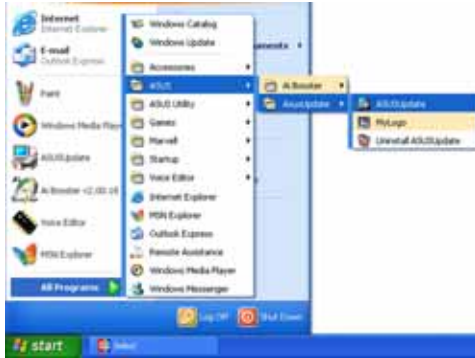 Internet
Internet Explorer
E-mail
Outlook Express
Paint
Windows Media Player
ASUSUpdate
Ai Booster v2.00.16
Voice Editor
MSN Explorer
All Programs
Windows Catalog
Windows Update
Accessories
ASUS
ASUS Utility
Games
Marvell
Startup
Voice Editor
Internet Explorer
MSN Explorer
Outlook Express
Remote Assistance
Windows Media Player
Windows Messenger
Ai Booster
AsusUpdate
ASUSUpdate
MyLogo
Uninstall ASUSUpdate
Log Off
Shut Down
start